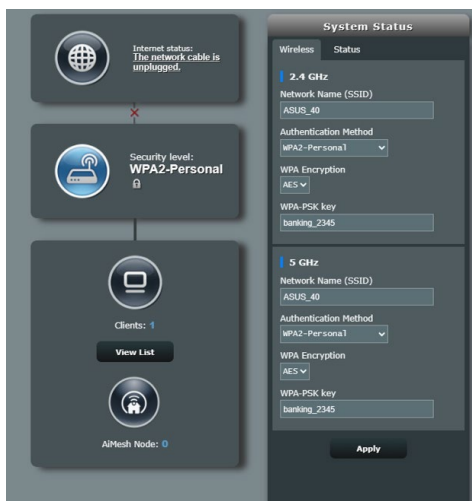 Internet status:
The network cable is
unplugged.
Security level:
WPA2-Personal
Clients: 1
View List
AiMesh Node: 0
System Status
Wireless Status
2.4 GHz
Network Name (SSID)
ASUS_40
Authentication Method
WPA2-Personal
WPA Encryption
AES
WPA-PSK key
banking_2345
5 GHz
Network Name (SSID)
ASUS_40
Authentication Method
WPA2-Personal
WPA Encryption
AES
WPA-PSK key
banking_2345
Apply